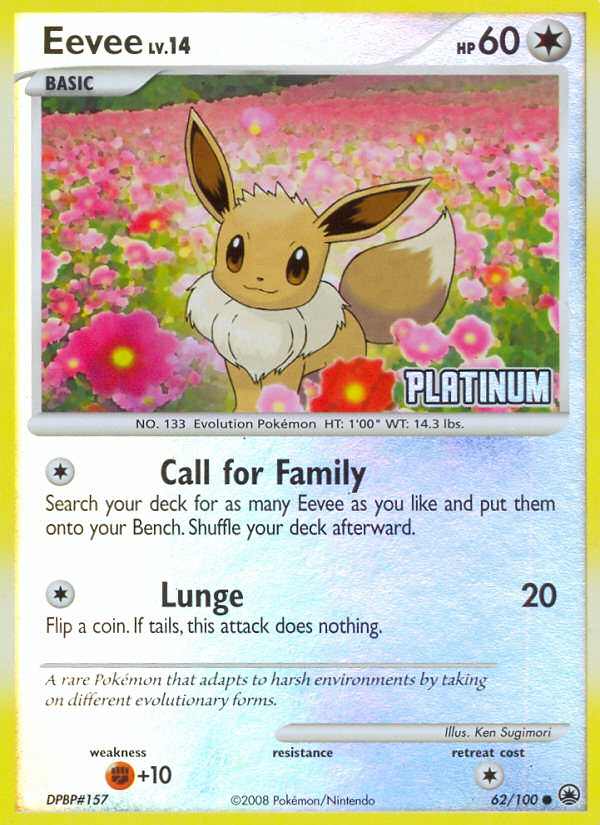 Eevee LV.14
HP 60
BASIC
PLATINUM
NO. 133 Evolution Pokémon HT: 1'00" WT: 14.3 lbs.
Call for Family
Search your deck for as many Eevee as you like and put them
onto your Bench. Shuffle your deck afterward.
Lunge 20
Flip a coin. If tails, this attack does nothing.
A rare Pokémon that adapts to harsh environments by taking
on different evolutionary forms.
Illus. Ken Sugimori
weakness resistance retreat cost
+10
DPBP#157 ©2008 Pokémon/Nintendo 62/100